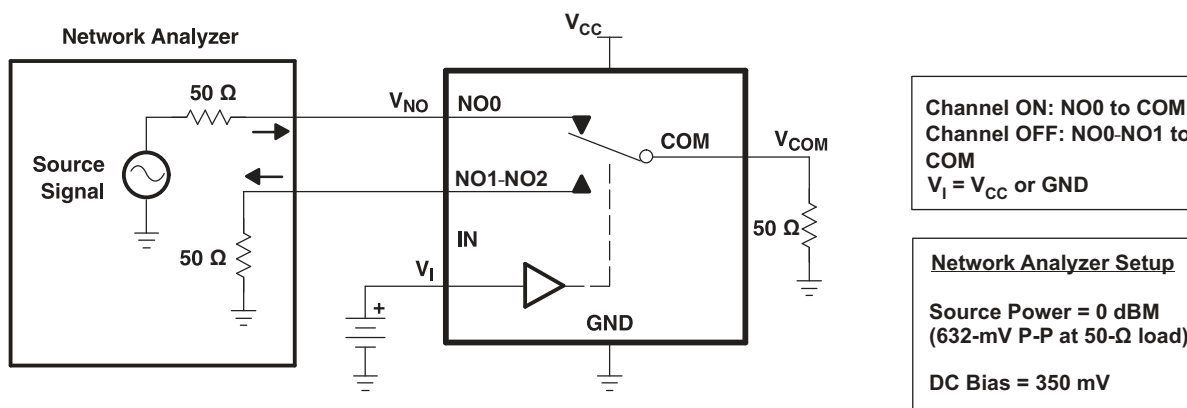 Network Analyzer
V_CC
50 Ω
V_NO
NO0
COM
V_COM
Source
Signal
NO1-NO2
50 Ω
50 Ω
IN
V_I
+
GND
Channel ON: NO0 to COM
Channel OFF: NO0-NO1 to
COM
V_I = V_CC or GND
Network Analyzer Setup
Source Power = 0 dBM
(632-mV P-P at 50-Ω load)
DC Bias = 350 mV